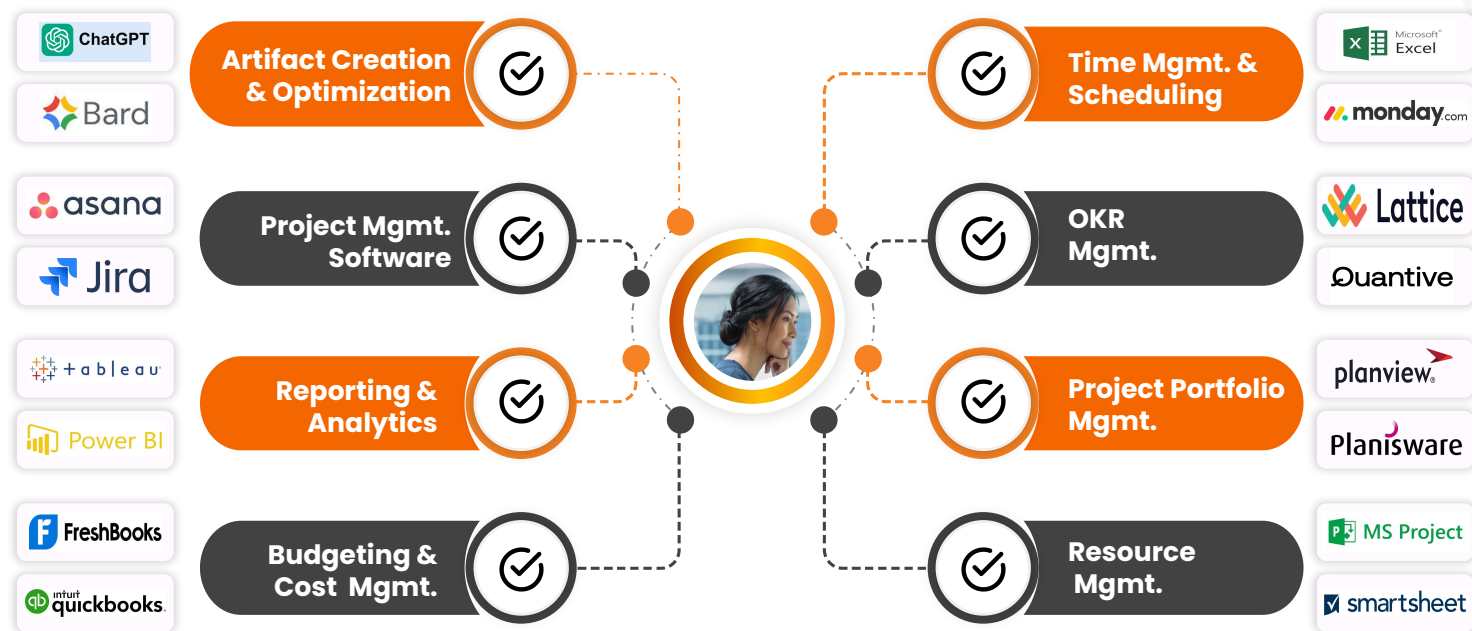 ChatGPT
Bard
Artifact Creation
& Optimization
asana
Jira
Project Mgmt.
Software
+ableau
Power BI
Reporting &
Analytics
FreshBooks
intuit
quickbooks.
Budgeting &
Cost Mgmt.
Time Mgmt. &
Scheduling
Microsoft®
Excel
monday.com
OKR
Mgmt.
Lattice
Quantive
Project Portfolio
Mgmt.
planview®
Planisware
Resource
Mgmt.
MS Project
smartsheet